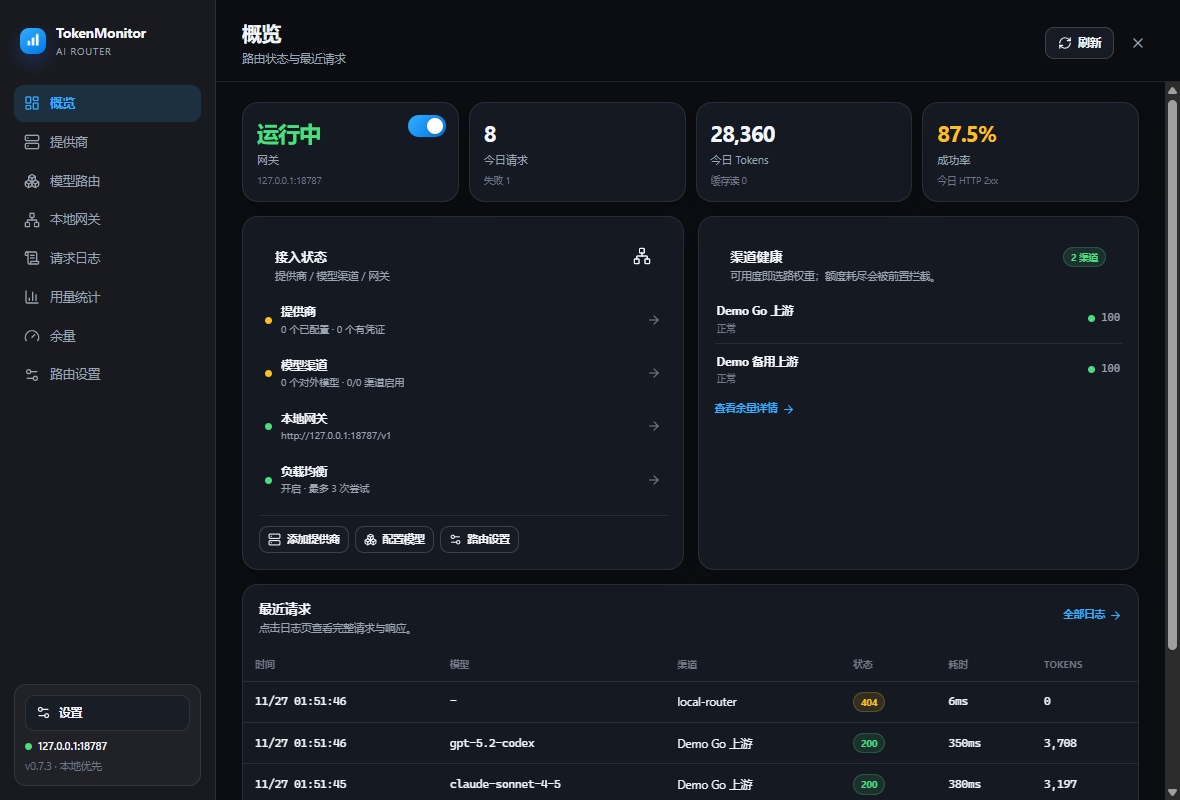 TokenMonitor
AI ROUTER
概览
提供商
模型路由
本地网关
请求日志
用量统计
余量
路由设置
设置
127.0.0.1:18787
v0.7.3 · 本地优先
概览
路由状态与最近请求
刷新
运行中
网关
127.0.0.1:18787
8
今日请求
失败 1
28,360
今日 Tokens
缓存读 0
87.5%
成功率
今日 HTTP 2xx
接入状态
提供商 / 模型渠道 / 网关
提供商
0 个已配置 · 0 个有凭证
模型渠道
0 个对外模型 · 0/0 渠道启用
本地网关
http://127.0.0.1:18787/v1
负载均衡
开启 · 最多 3 次尝试
添加提供商 配置模型 路由设置
渠道健康
2 渠道
可用度即选路权重；额度耗尽会被前置拦截。
Demo Go 上游
正常
100
Demo 备用上游
正常
100
查看余量详情 →
最近请求
点击日志页查看完整请求与响应。
全部日志 →
时间 模型 渠道 状态 耗时 TOKENS
11/27 01:51:46 — local-router 404 6ms 0
11/27 01:51:46 gpt-5.2-codex Demo Go 上游 200 350ms 3,708
11/27 01:51:45 claude-sonnet-4-5 Demo Go 上游 200 380ms 3,197